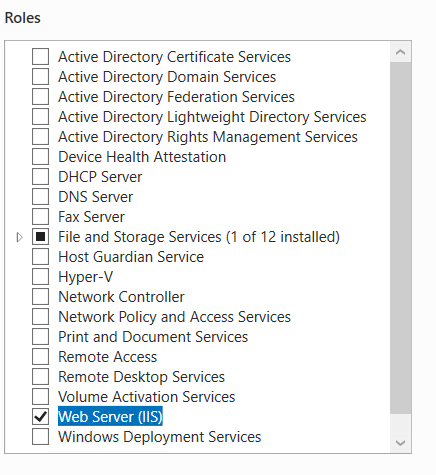 Roles
Active Directory Certificate Services
Active Directory Domain Services
Active Directory Federation Services
Active Directory Lightweight Directory Services
Active Directory Rights Management Services
Device Health Attestation
DHCP Server
DNS Server
Fax Server
File and Storage Services (1 of 12 installed)
Host Guardian Service
Hyper-V
Network Controller
Network Policy and Access Services
Print and Document Services
Remote Access
Remote Desktop Services
Volume Activation Services
Web Server (IIS)
Windows Deployment Services